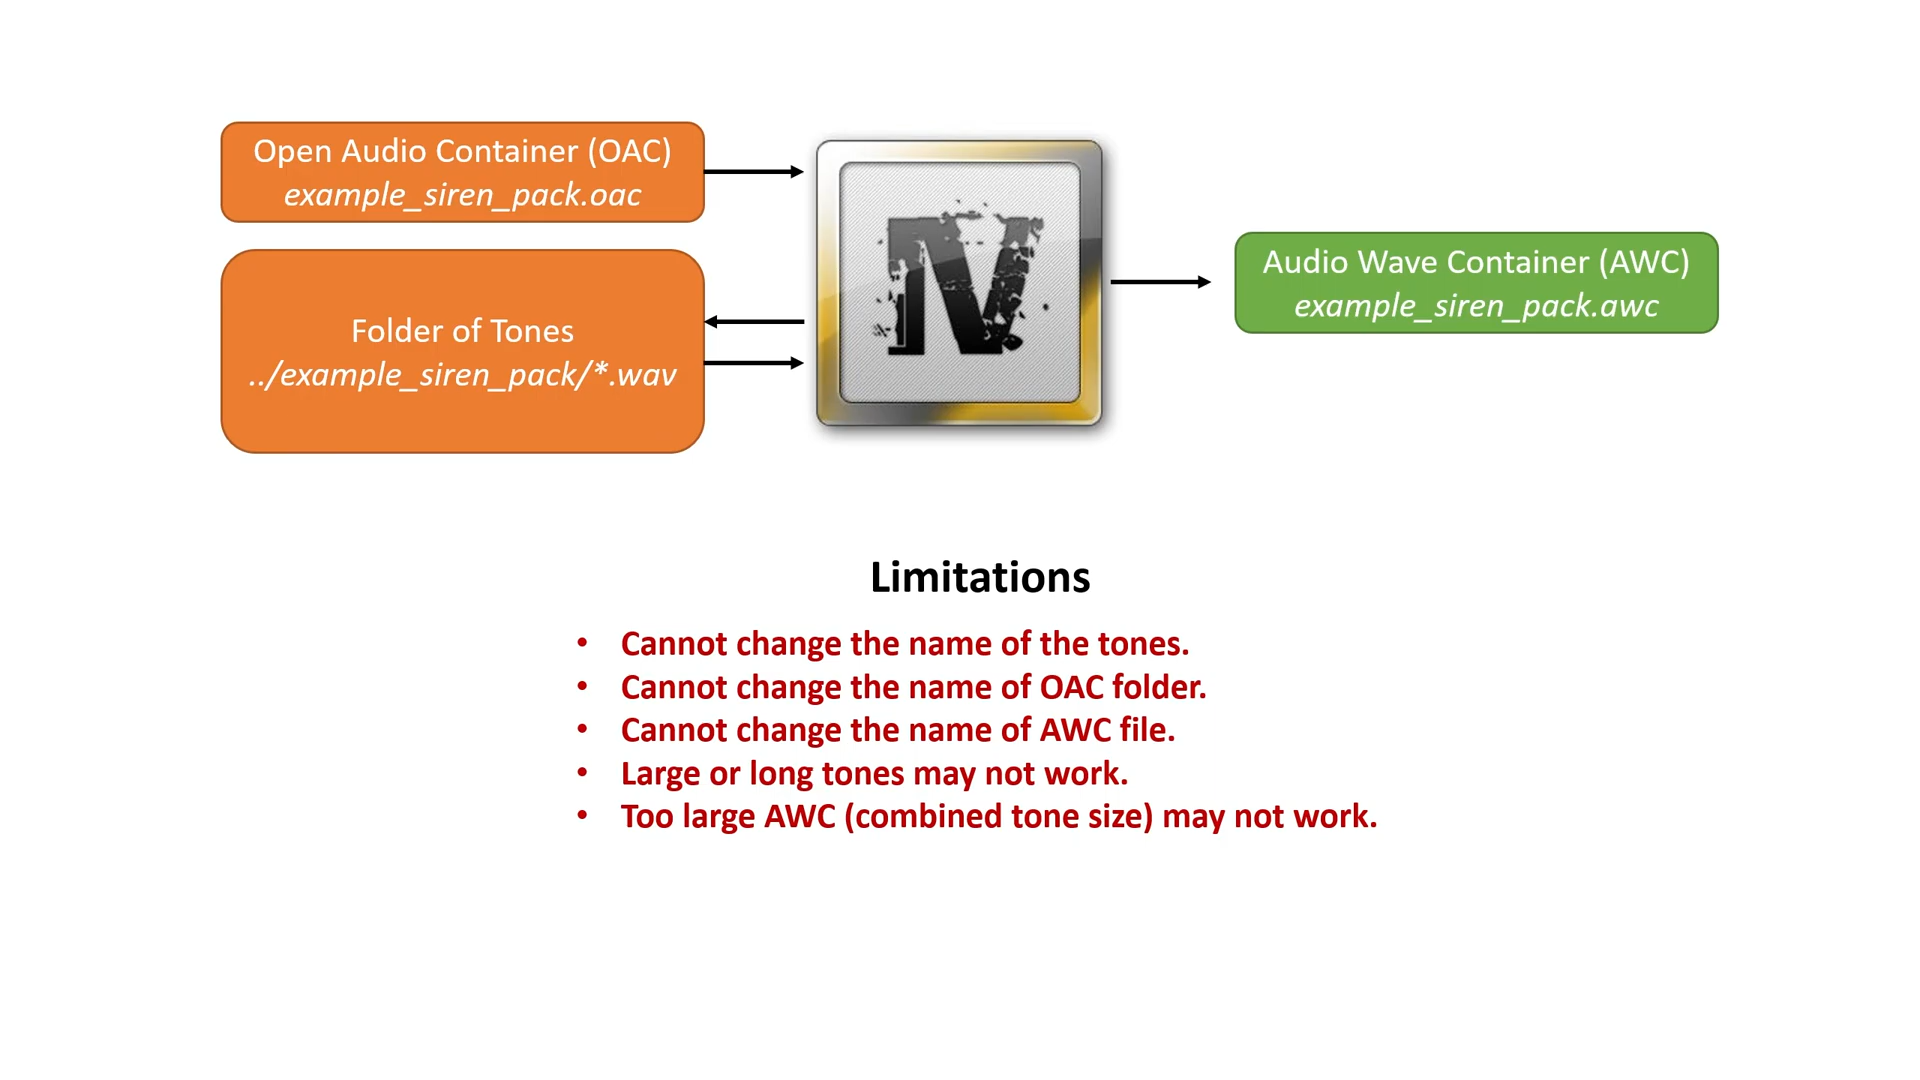 Open Audio Container (OAC)
example_siren_pack.oac
Folder of Tones
../example_siren_pack/*.wav
IV
Audio Wave Container (AWC)
example_siren_pack.awc
Limitations
• Cannot change the name of the tones.
• Cannot change the name of OAC folder.
• Cannot change the name of AWC file.
• Large or long tones may not work.
• Too large AWC (combined tone size) may not work.